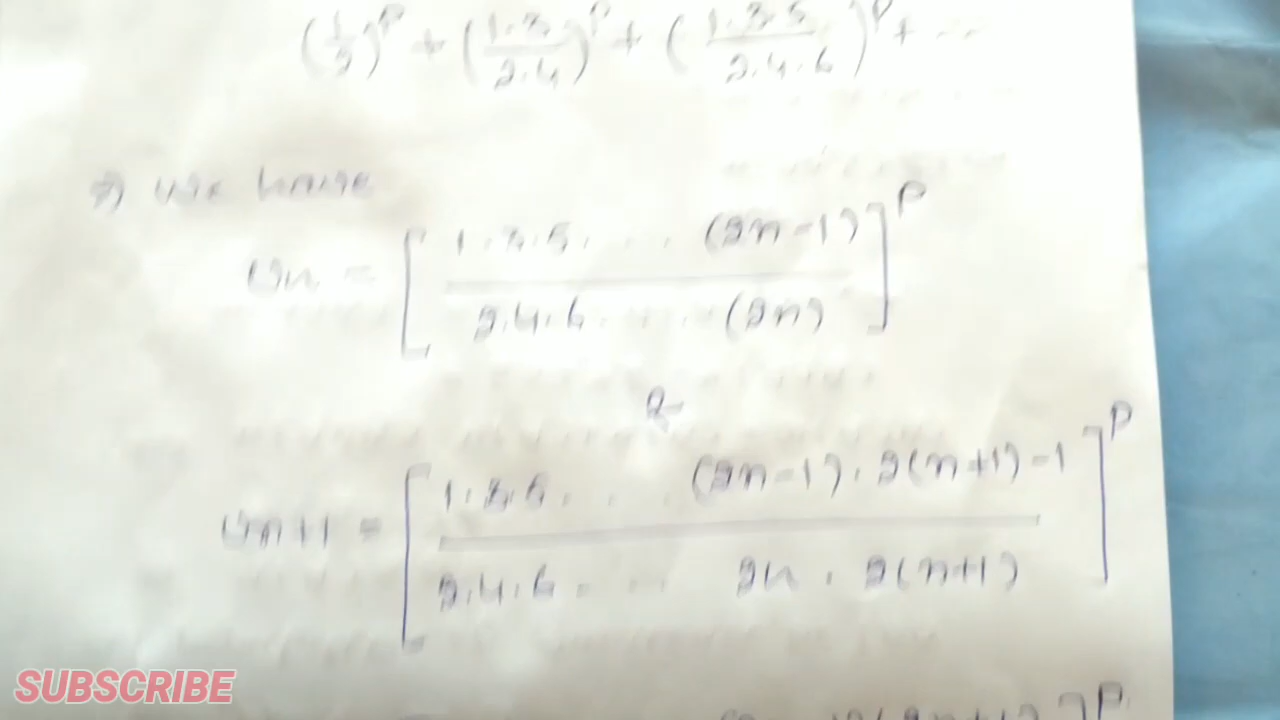 (1/2)^P + (1.3/2.4)^P + (1.3.5/2.4.6)^P + ...
⇒ we have
Un = [1.3.5. ... (2n-1) / 2.4.6. ... (2n)]^P
&
Un+1 = [1.3.5. ... (2n-1).2(n+1)-1 / 2.4.6. ... 2n.2(n+1)]^P
SUBSCRIBE